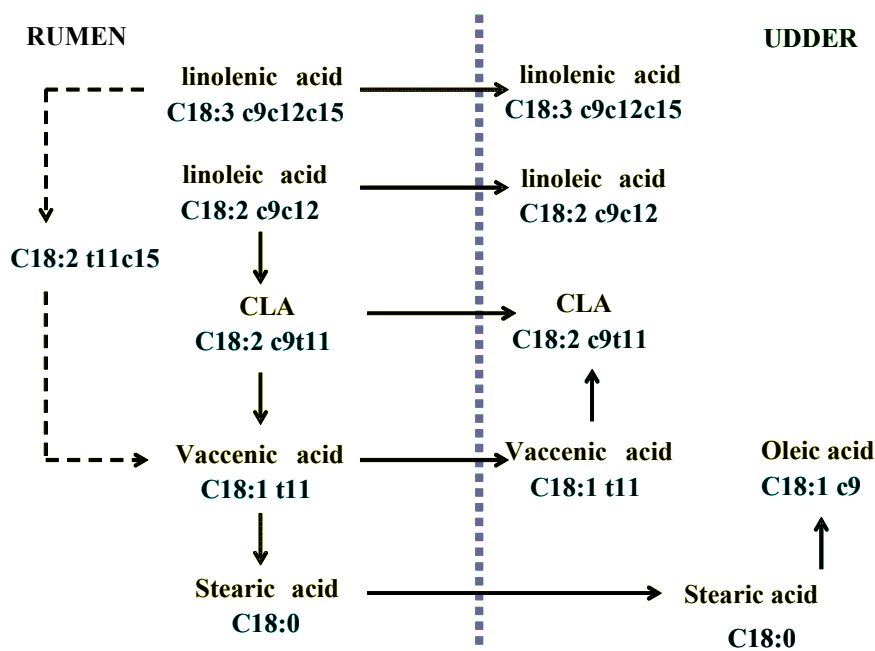 RUMEN
UDDER
linolenic acid
C18:3 c9c12c15
linolenic acid
C18:3 c9c12c15
linoleic acid
C18:2 c9c12
linoleic acid
C18:2 c9c12
C18:2 t11c15
CLA
C18:2 c9t11
CLA
C18:2 c9t11
Vaccenic acid
C18:1 t11
Vaccenic acid
C18:1 t11
Oleic acid
C18:1 c9
Stearic acid
C18:0
Stearic acid
C18:0